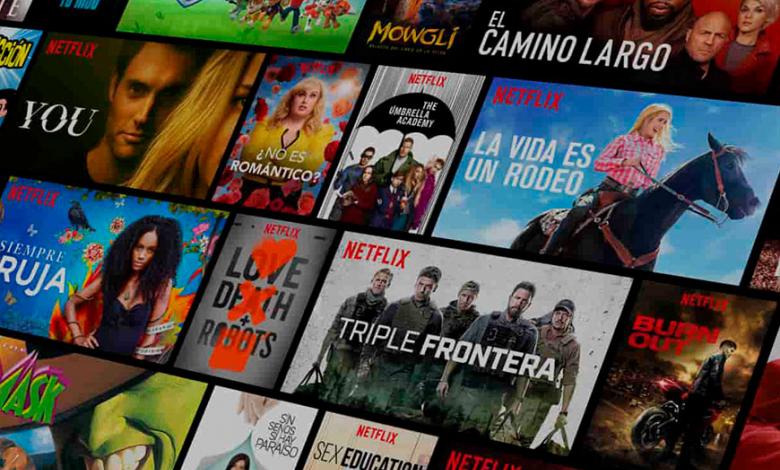 MOWGLI
EL
CAMINO LARGO
NETFLIX
YOU
¿NO ES
ROMÁNTICO?
NETFLIX
THE
UMBRELLA
ACADEMY
NETFLIX
LA VIDA ES
UN RODEO
NETFLIX
SIEMPRE
RUJA
NETFLIX
LOVE
DEATH
+
ROBOTS
NETFLIX
TRIPLE FRONTERA
NETFLIX
BURN
OUT
MASK
SIN
SENOS
SÍ HAY
PARAÍSO
NETFLIX
SEX EDUCATION
NETFLIX